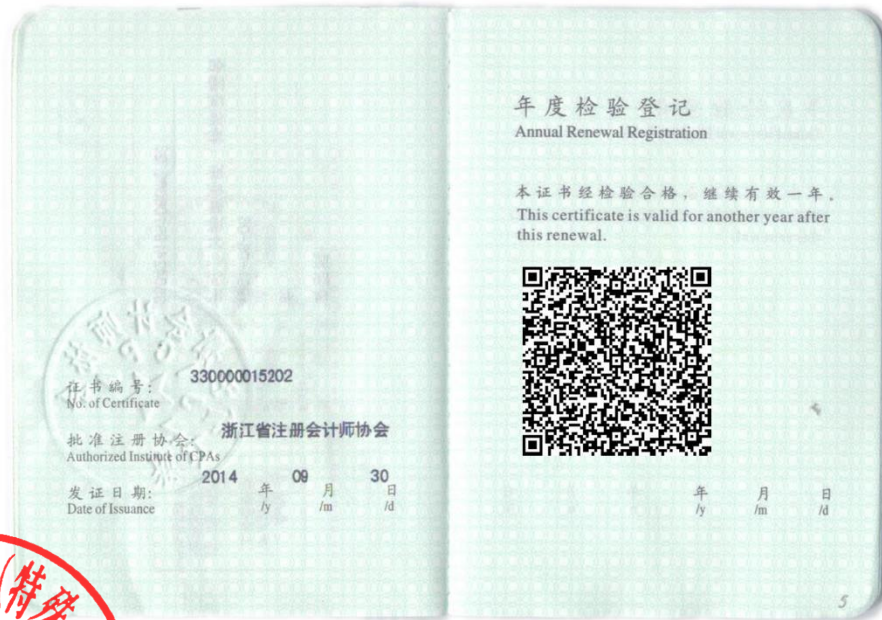 证书编号: 330000015202
No. of Certificate
批准注册协会: 浙江省注册会计师协会
Authorized Institute of CPAs
发证日期: 2014 年 09 月 30 日
Date of Issuance /y /m /d
年度检验登记
Annual Renewal Registration
本证书经检验合格，继续有效一年。
This certificate is valid for another year after
this renewal.
年 月 日
/y /m /d
5
(特殊